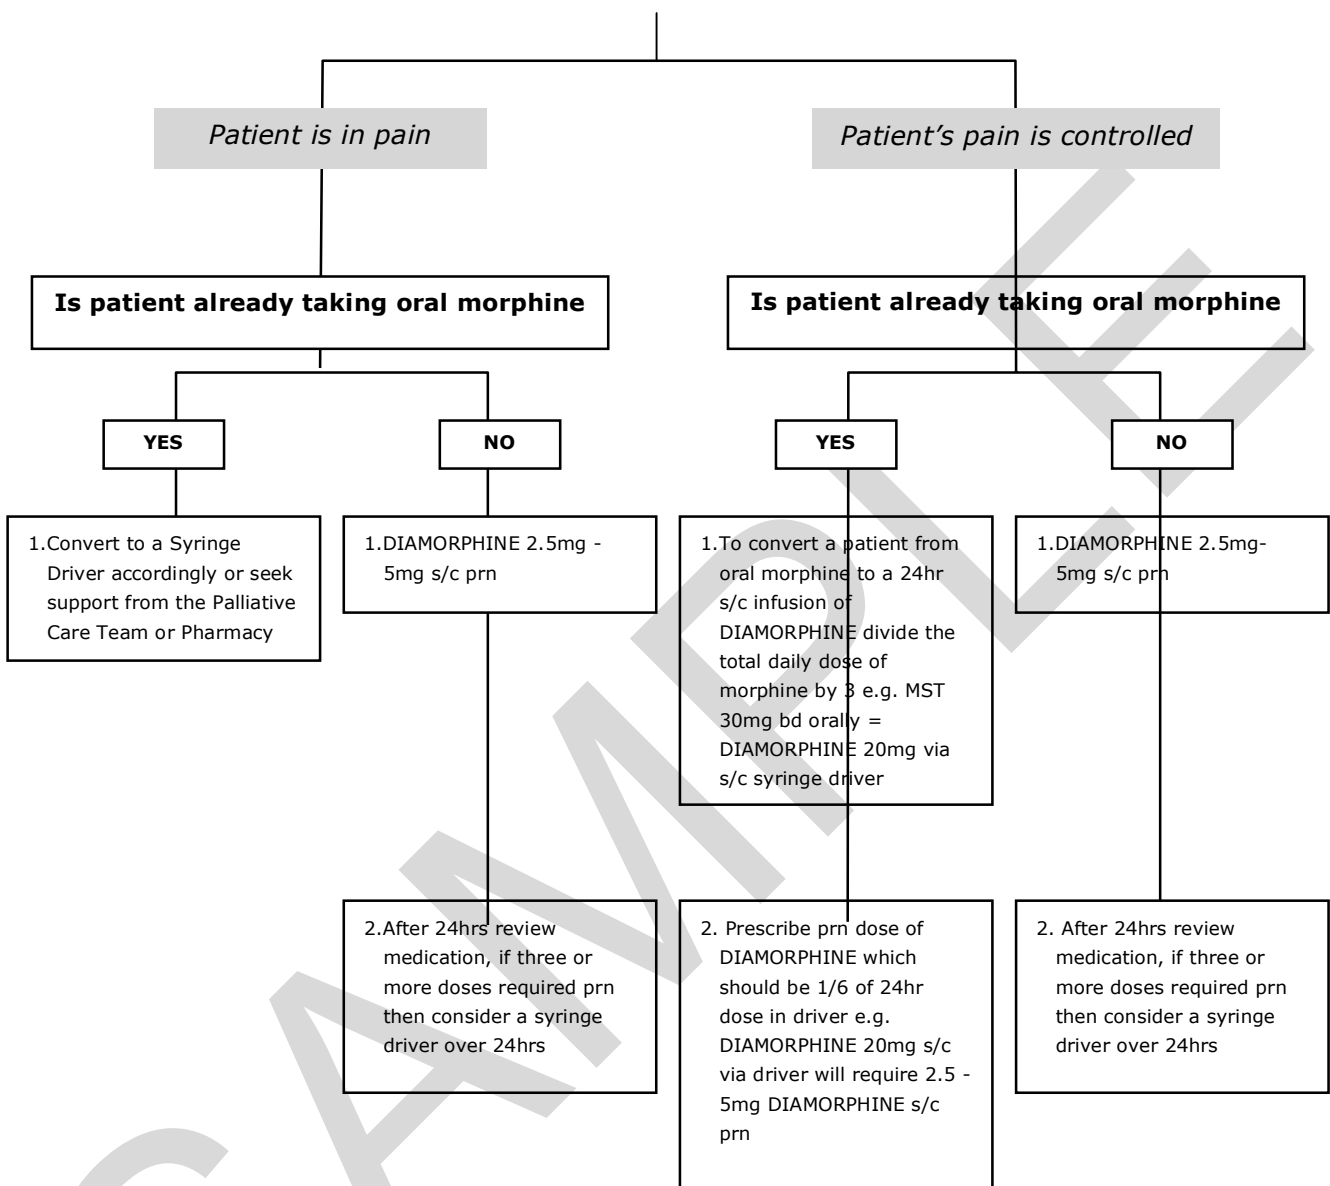 Patient is in pain
Patient’s pain is controlled
Is patient already taking oral morphine
Is patient already taking oral morphine
YES
NO
YES
NO
1.Convert to a Syringe
Driver accordingly or seek
support from the Palliative
Care Team or Pharmacy
1.DIAMORPHINE 2.5mg -
5mg s/c prn
1.To convert a patient from
oral morphine to a 24hr
s/c infusion of
DIAMORPHINE divide the
total daily dose of
morphine by 3 e.g. MST
30mg bd orally =
DIAMORPHINE 20mg via
s/c syringe driver
1.DIAMORPHINE 2.5mg-
5mg s/c prn
2.After 24hrs review
medication, if three or
more doses required prn
then consider a syringe
driver over 24hrs
2. Prescribe prn dose of
DIAMORPHINE which
should be 1/6 of 24hr
dose in driver e.g.
DIAMORPHINE 20mg s/c
via driver will require 2.5 -
5mg DIAMORPHINE s/c
prn
2. After 24hrs review
medication, if three or
more doses required prn
then consider a syringe
driver over 24hrs
SAMPLE